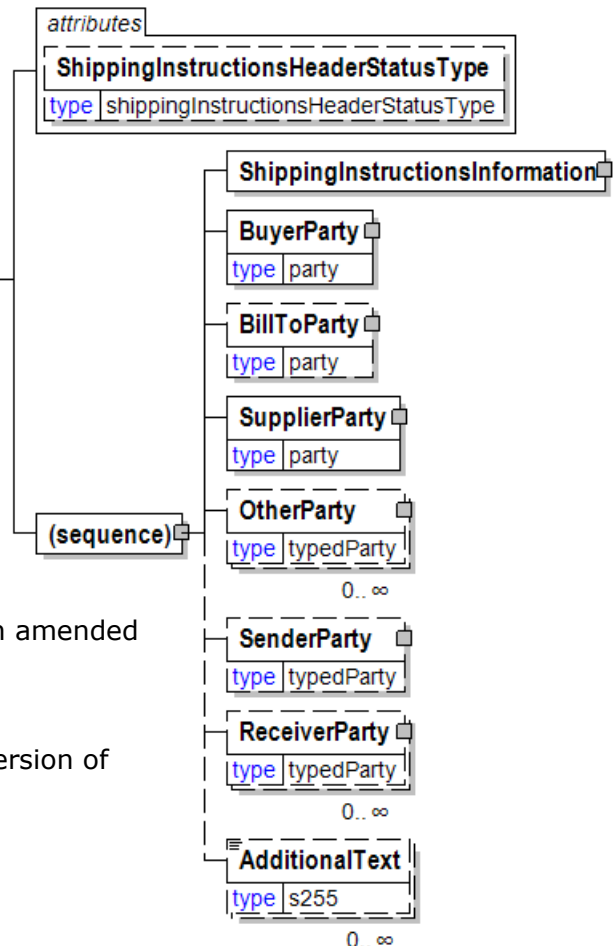 attributes
ShippingInstructionsHeaderStatusType
type shippingInstructionsHeaderStatusType
ShippingInstructionsInformation
BuyerParty
type party
BillToParty
type party
SupplierParty
type party
(sequence)
OtherParty
type typedParty
0.. ∞
amended
SenderParty
type typedParty
ReceiverParty
type typedParty
of
0.. ∞
AdditionalText
type s255
0.. ∞